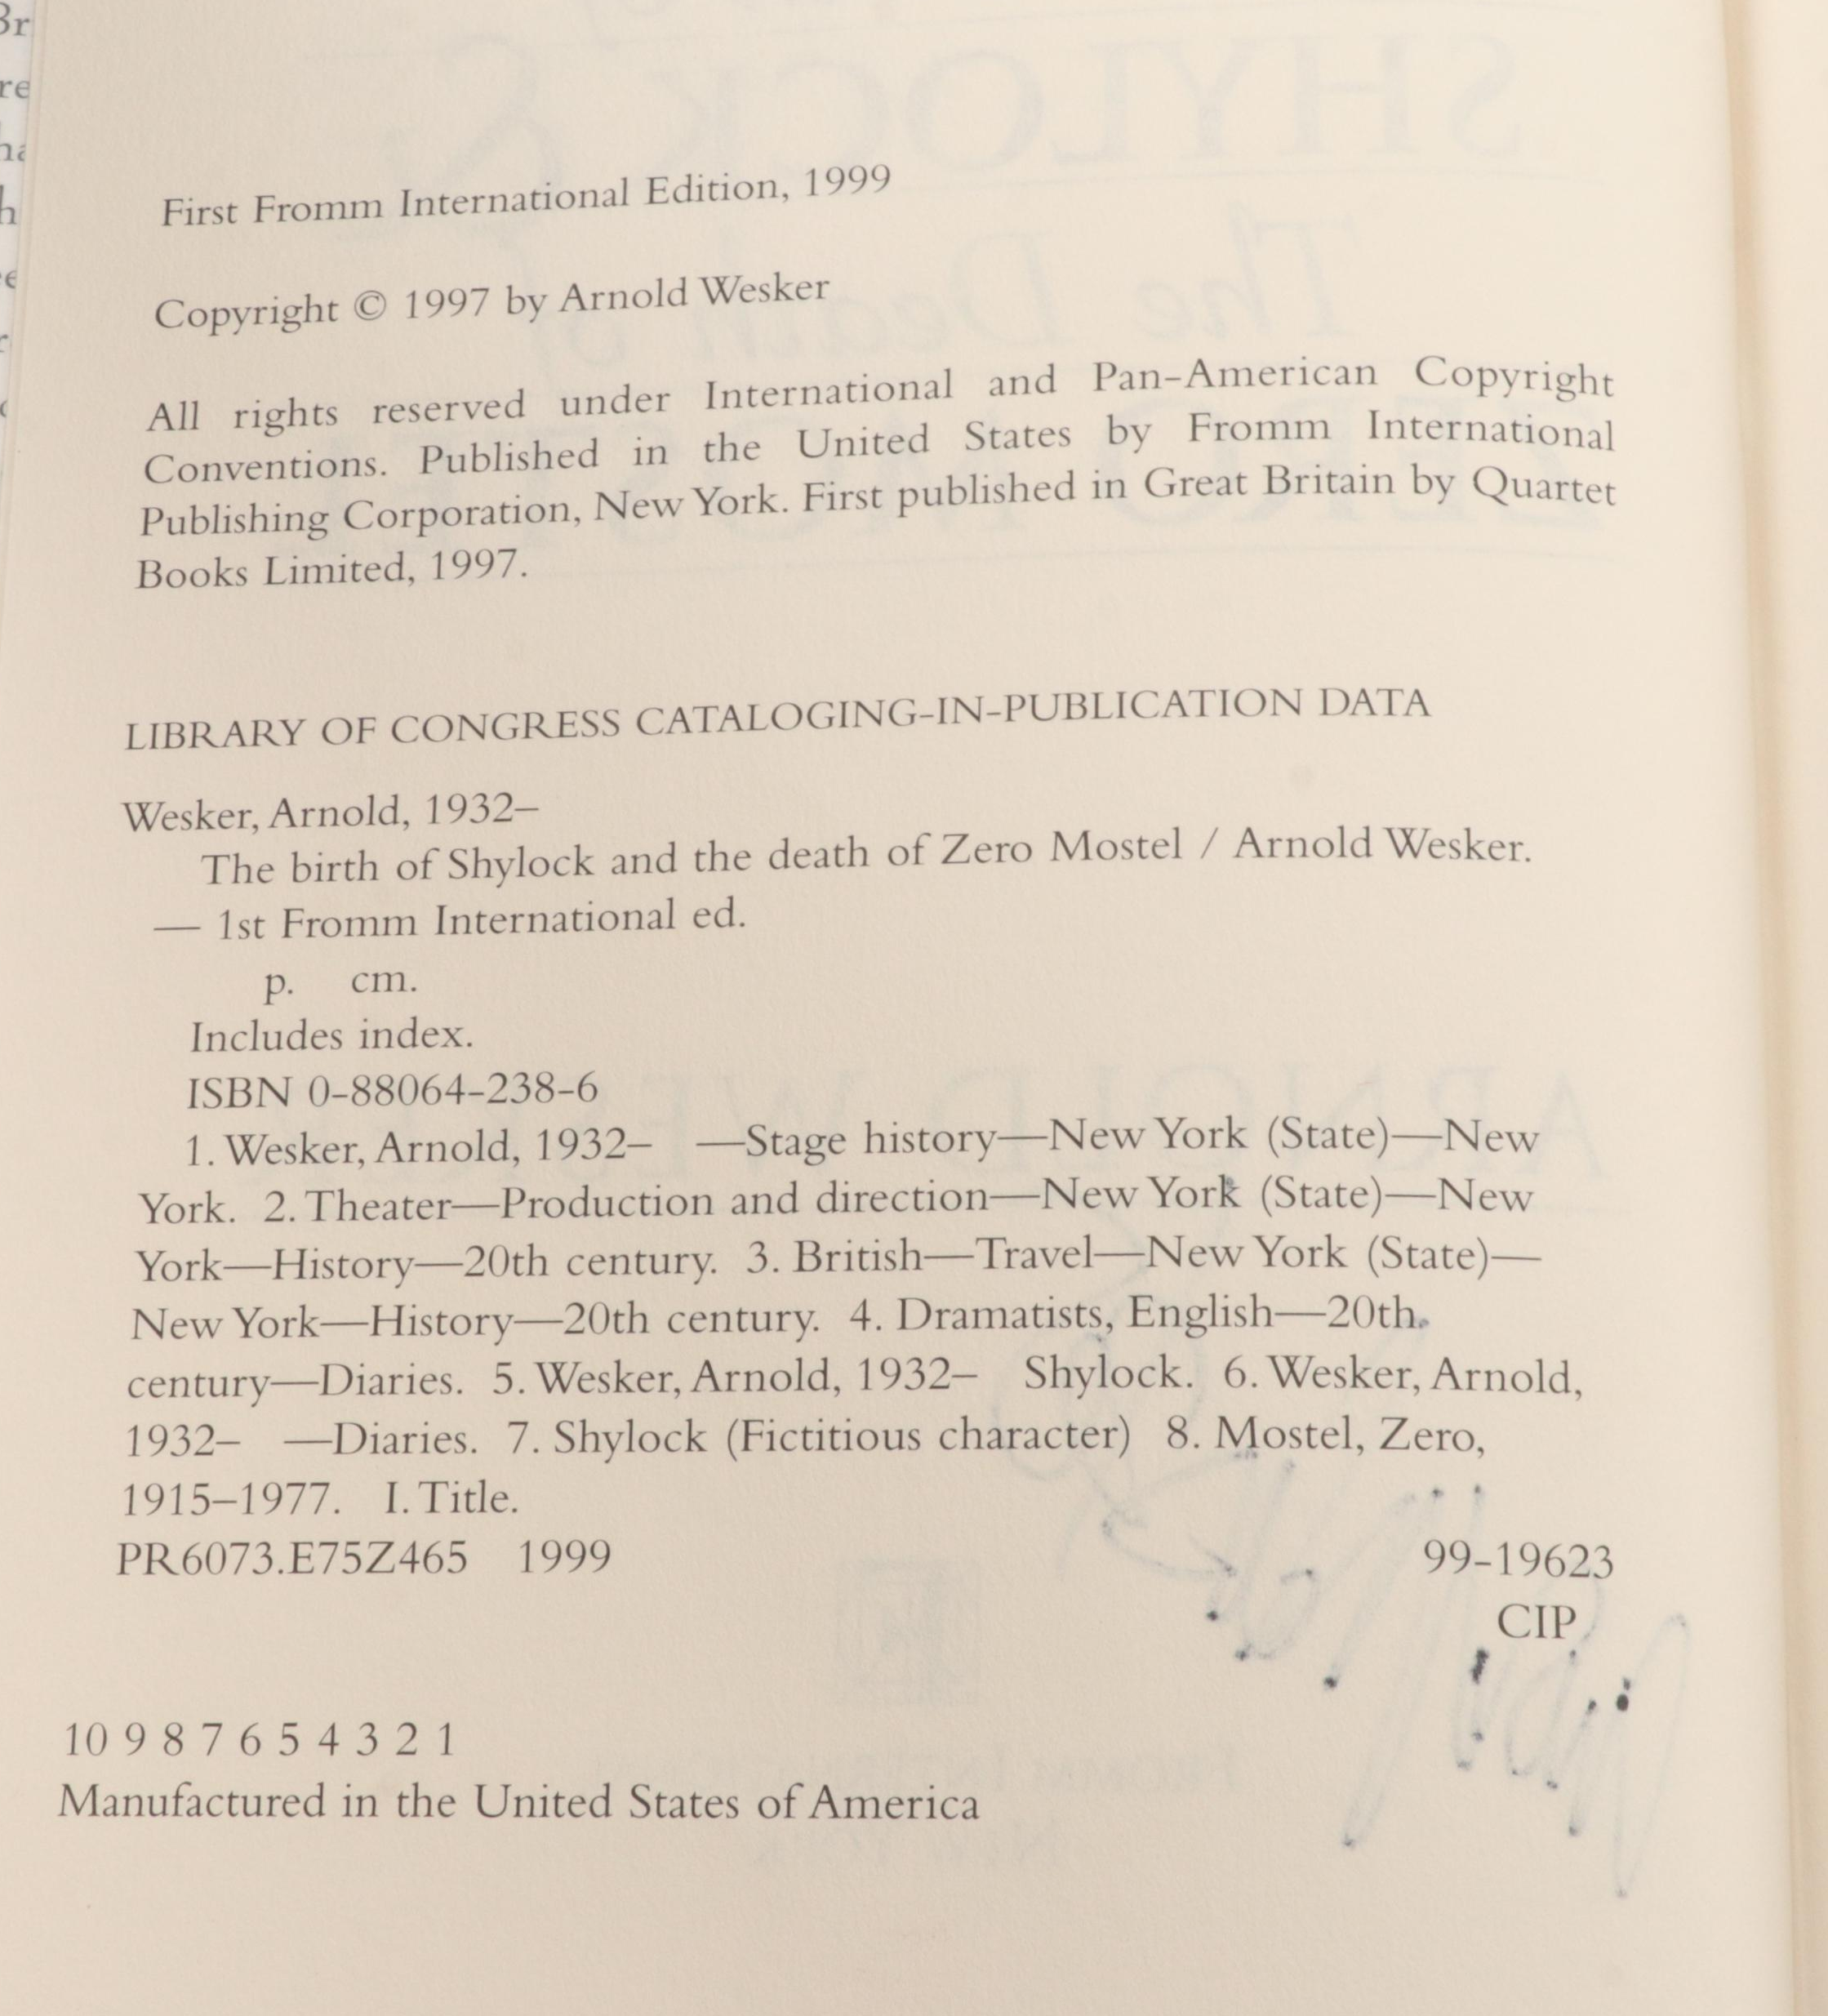 First Fromm International Edition, 1999
Copyright © 1997 by Arnold Wesker
All rights reserved under International and Pan-American Copyright
Conventions. Published in the United States by Fromm International
Publishing Corporation, New York. First published in Great Britain by Quartet
Books Limited, 1997.
LIBRARY OF CONGRESS CATALOGING-IN-PUBLICATION DATA
Wesker, Arnold, 1932–
The birth of Shylock and the death of Zero Mostel / Arnold Wesker.
— 1st Fromm International ed.
p. cm.
Includes index.
ISBN 0-88064-238-6
1. Wesker, Arnold, 1932– —Stage history—New York (State)—New
York. 2. Theater—Production and direction—New York (State)—New
York—History—20th century. 3. British—Travel—New York (State)—
New York—History—20th century. 4. Dramatists, English—20th
century—Diaries. 5. Wesker, Arnold, 1932– Shylock. 6. Wesker, Arnold,
1932– —Diaries. 7. Shylock (Fictitious character) 8. Mostel, Zero,
1915–1977. I. Title.
PR6073.E75Z465 1999 99-19623
CIP
10 9 8 7 6 5 4 3 2 1
Manufactured in the United States of America